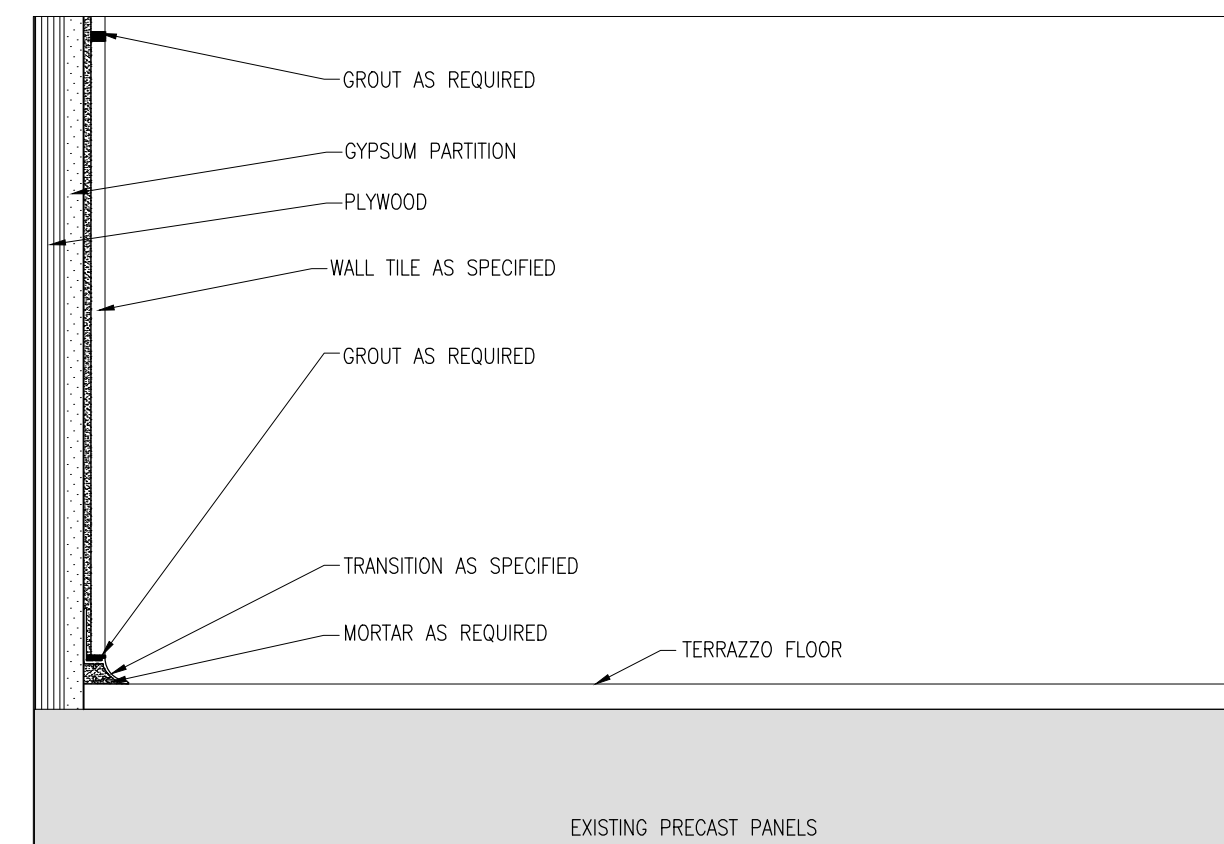 GROUT AS REQUIRED
GYPSUM PARTITION
PLYWOOD
WALL TILE AS SPECIFIED
GROUT AS REQUIRED
TRANSITION AS SPECIFIED
MORTAR AS REQUIRED
TERRAZZO FLOOR
EXISTING PRECAST PANELS